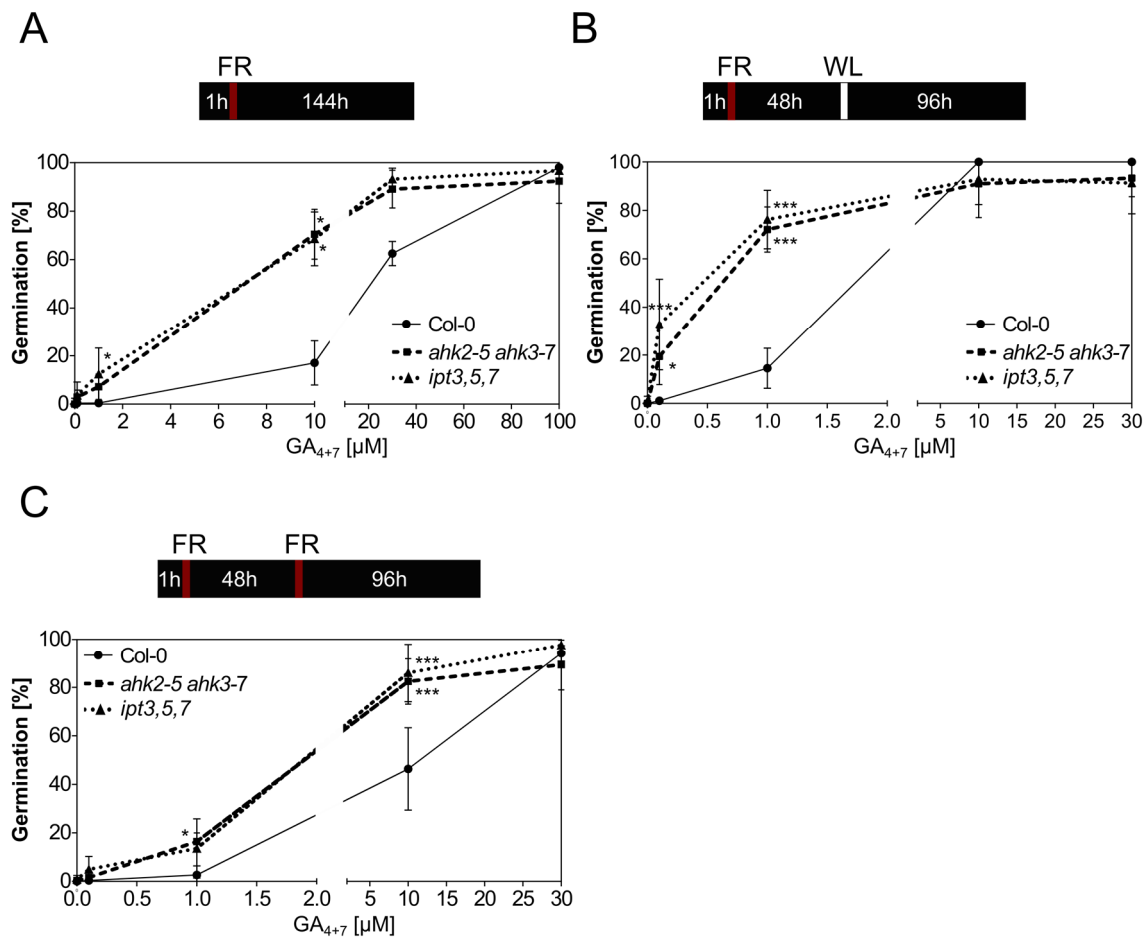 A
FR
1h 144h
Germination [%]
100
80
60
40
20
0
* * *
Col-0
ahk2-5 ahk3-7
ipt3,5,7
0 2 4 6 8 10 20 40 60 80 100
GA4+7 [µM]
B
FR WL
1h 48h 96h
Germination [%]
100
80
60
40
20
0
***
***
***
*
Col-0
ahk2-5 ahk3-7
ipt3,5,7
0.0 0.5 1.0 1.5 2.0 5 10 15 20 25 30
GA4+7 [µM]
C
FR FR
1h 48h 96h
Germination [%]
100
80
60
40
20
0
Col-0
ahk2-5 ahk3-7
ipt3,5,7
***
***
*
0.0 0.5 1.0 1.5 2.0 5 10 15 20 25 30
GA4+7 [µM]